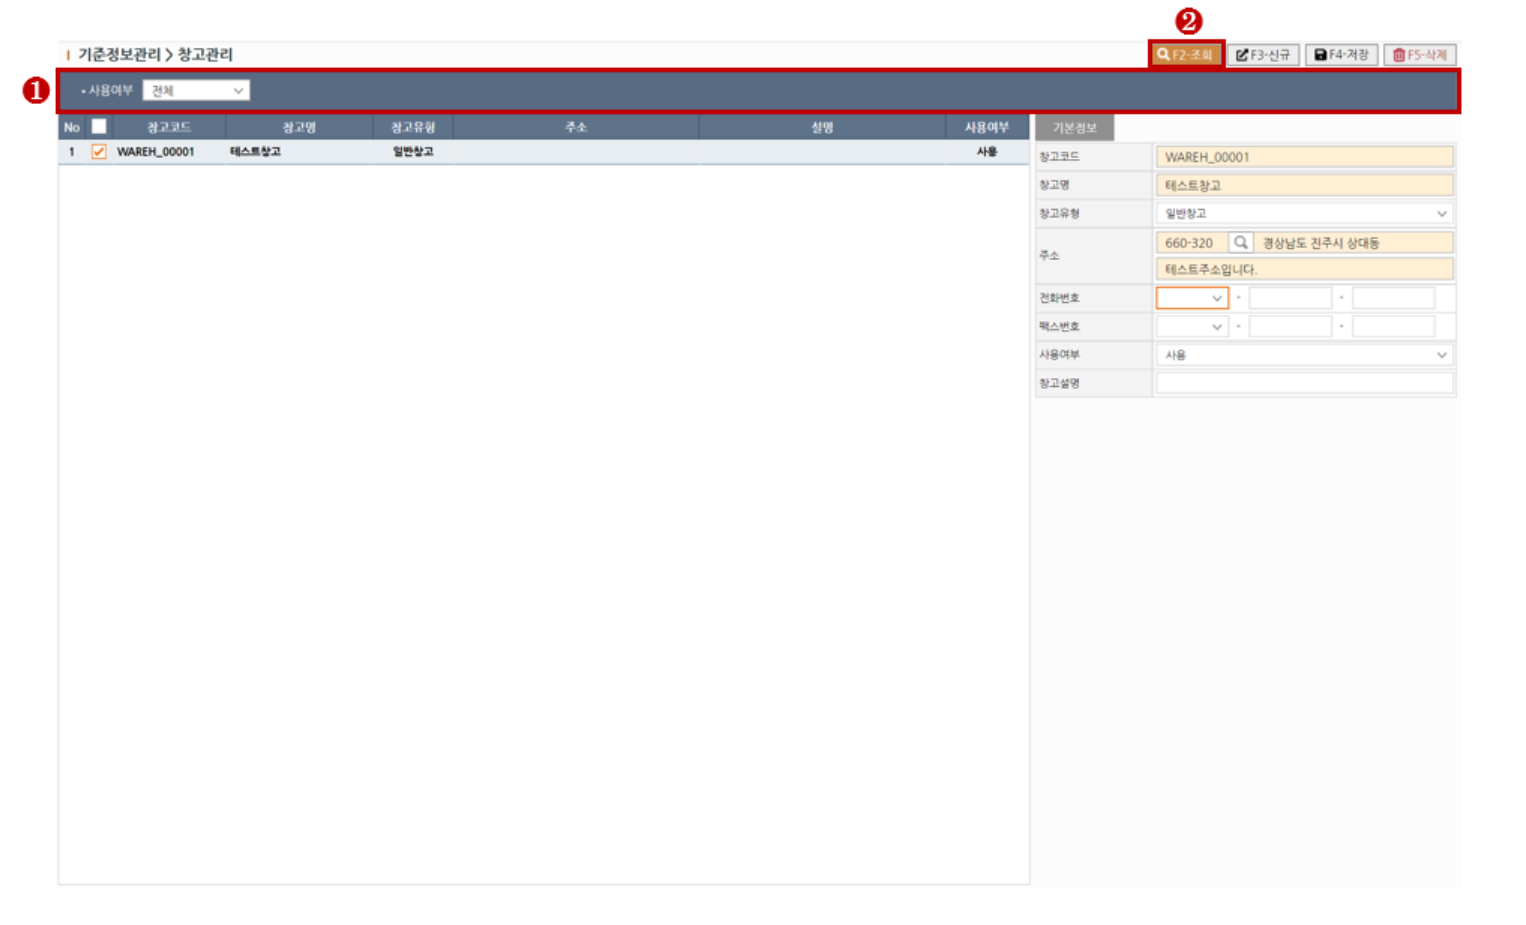 ❷
기준정보관리 > 창고관리
F2-조회 F3-신규 F4-저장 F5-삭제
❶
• 사용여부 전체
No 창고코드 창고명 창고유형 주소 설명 사용여부
1 WAREH_00001 테스트창고 일반창고 사용
기본정보
창고코드 WAREH_00001
창고명 테스트창고
창고유형 일반창고
주소 660-320 경상남도 진주시 상대동
테스트주소입니다.
전화번호 - -
팩스번호 - -
사용여부 사용
창고설명